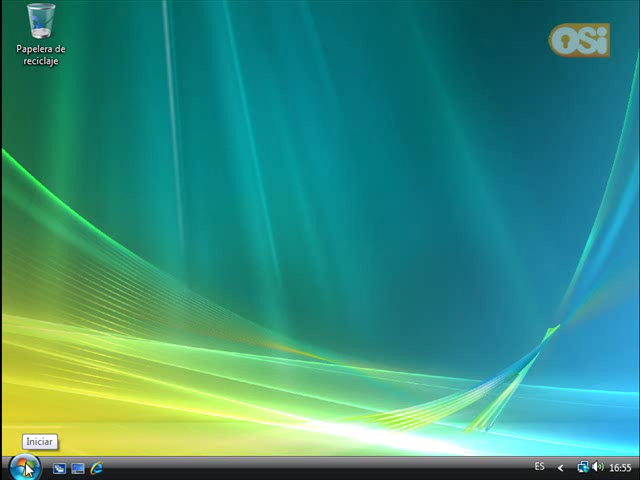 Papelera de
reciclaje
OSi
Iniciar
ES
16:55